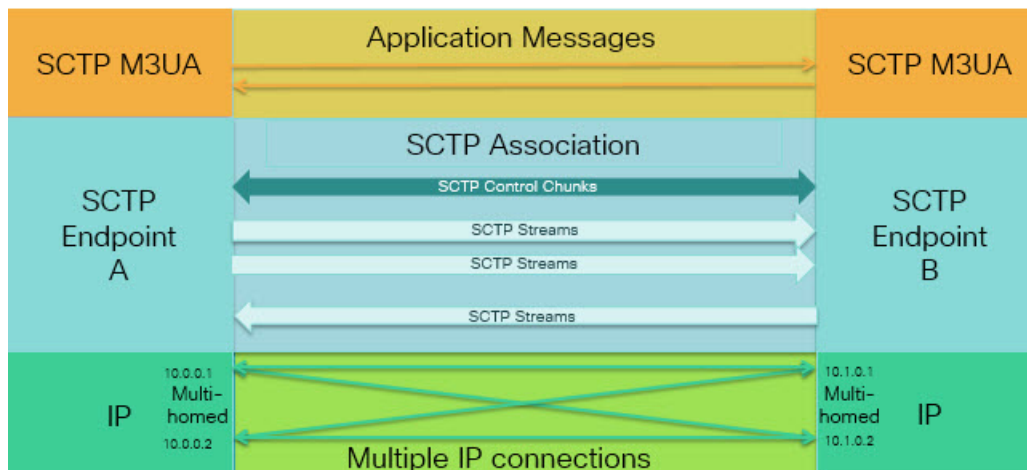 Application Messages
SCTP M3UA
SCTP M3UA
SCTP Association
SCTP Control Chunks
SCTP
Endpoint
A
SCTP Streams
SCTP Streams
SCTP Streams
SCTP
Endpoint
B
10.0.0.1
Multi-
homed
IP
10.0.0.2
10.1.0.1
Multi-
homed
IP
10.1.0.2
Multiple IP connections